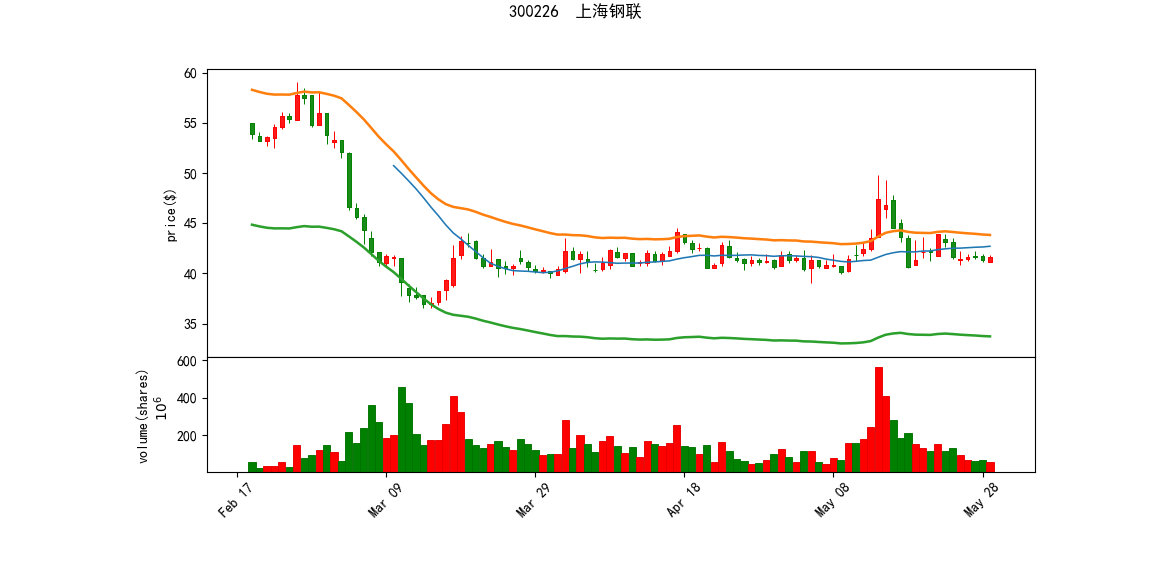 300226 上海钢联
60
55
50
45
40
35
price($)
600
400
200
volume(shares)
10^6
Feb 17
Mar 09
Mar 29
Apr 18
May 08
May 28